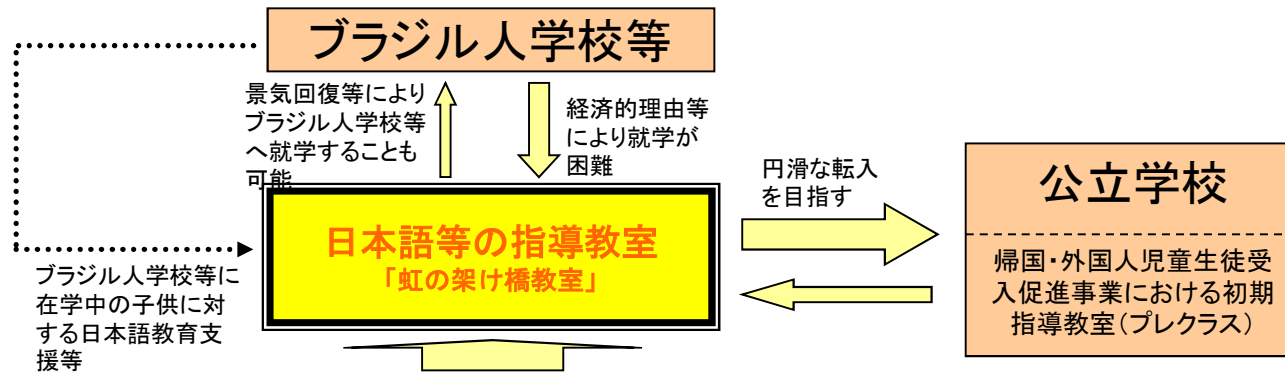 ブラジル人学校等
景気回復等により
ブラジル人学校等
へ就学することも
可能
経済的理由等
により就学が
困難
円滑な転入
を目指す
公立学校
帰国・外国人児童生徒受
入促進事業における初期
指導教室(プレクラス)
日本語等の指導教室
「虹の架け橋教室」
ブラジル人学校等に
在学中の子供に対
する日本語教育支
援等